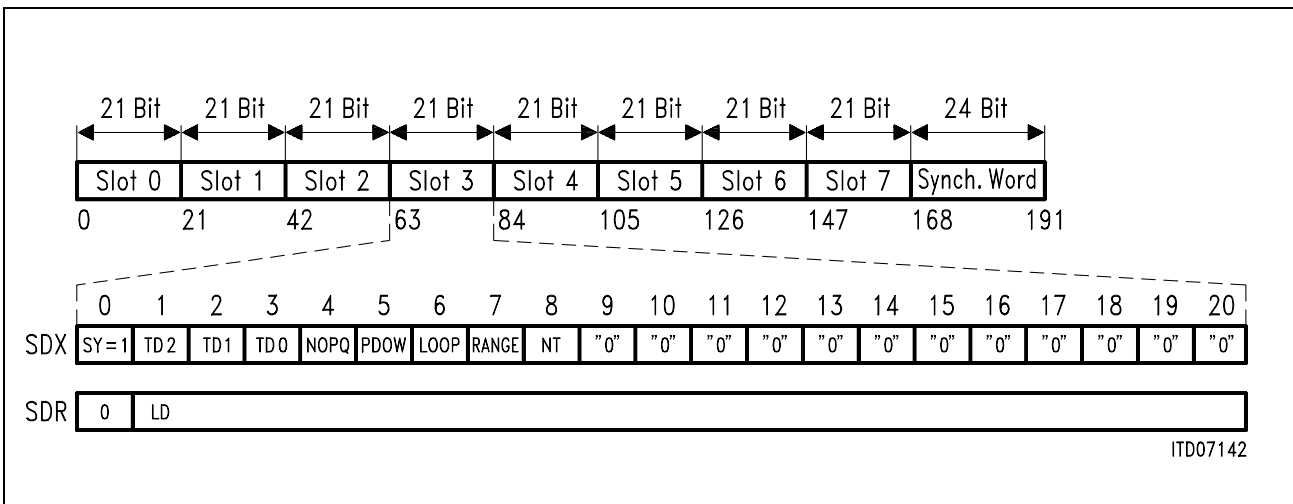 21 Bit 21 Bit 21 Bit 21 Bit 21 Bit 21 Bit 21 Bit 21 Bit 24 Bit
Slot 0 Slot 1 Slot 2 Slot 3 Slot 4 Slot 5 Slot 6 Slot 7 Synch. Word
0 21 42 63 84 105 126 147 168 191
0 1 2 3 4 5 6 7 8 9 10 11 12 13 14 15 16 17 18 19 20
SDX SY=1 TD2 TD1 TD0 NOPQ PDOW LOOP RANGE NT "0" "0" "0" "0" "0" "0" "0" "0" "0" "0" "0" "0"
SDR 0 LD
ITD07142